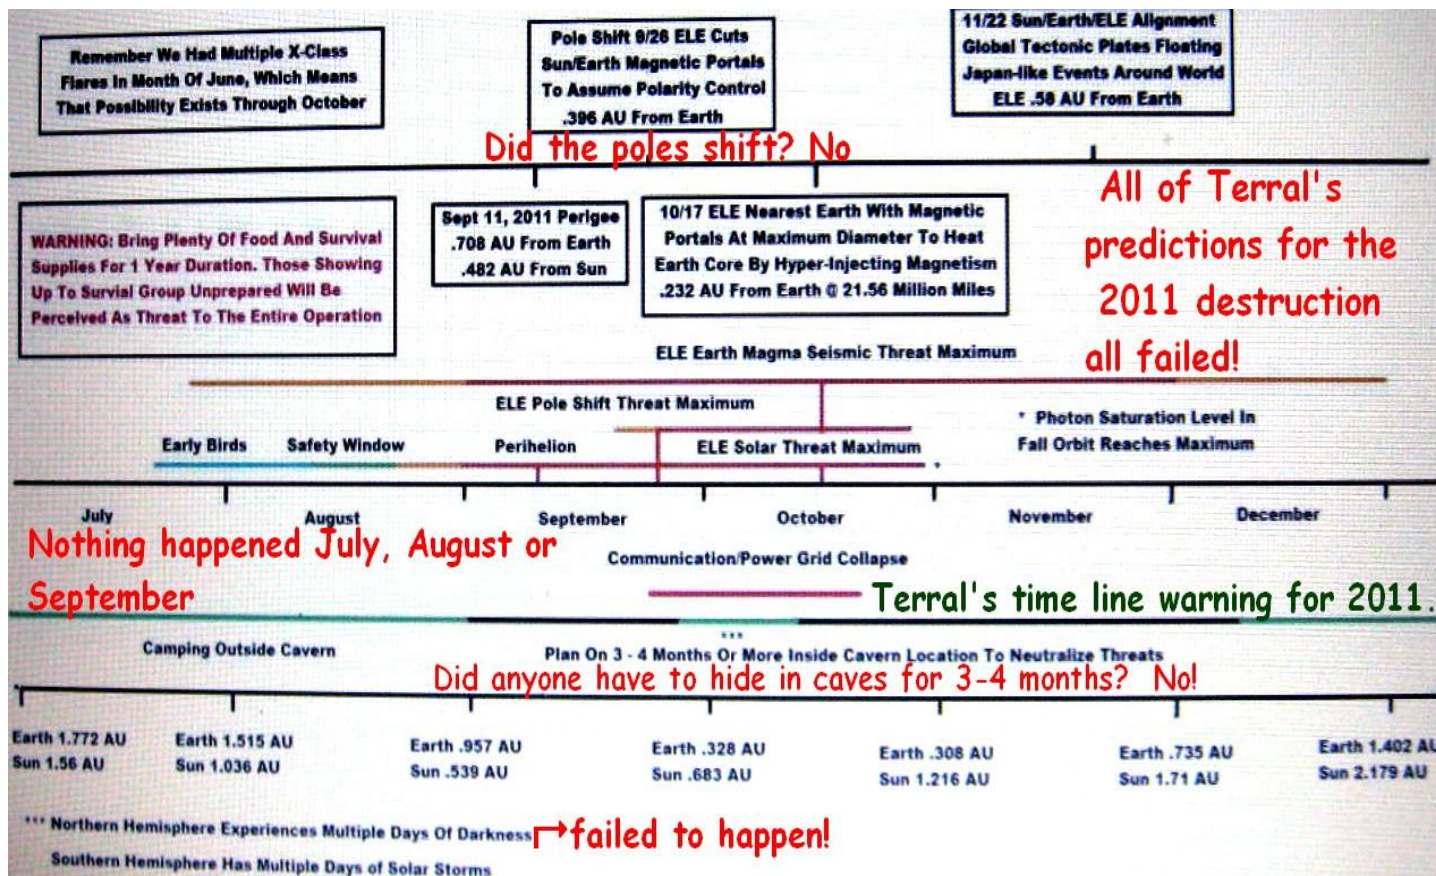 Remember We Had Multiple X-Class
Flares In Month Of June, Which Means
That Possibility Exists Through October
Pole Shift 9/26 ELE Cuts
Sun/Earth Magnetic Portals
To Assume Polarity Control
.396 AU From Earth
11/22 Sun/Earth/ELE Alignment
Global Tectonic Plates Floating
Japan-like Events Around World
ELE .58 AU From Earth
Did the poles shift? No
WARNING: Bring Plenty Of Food And Survival
Supplies For 1 Year Duration. Those Showing
Up To Survial Group Unprepared Will Be
Perceived As Threat To The Entire Operation
Sept 11, 2011 Perigee
.708 AU From Earth
.482 AU From Sun
10/17 ELE Nearest Earth With Magnetic
Portals At Maximum Diameter To Heat
Earth Core By Hyper-Injecting Magnetism
.232 AU From Earth @ 21.56 Million Miles
All of Terral's
predictions for the
2011 destruction
all failed!
ELE Earth Magma Seismic Threat Maximum
ELE Pole Shift Threat Maximum
* Photon Saturation Level In
Fall Orbit Reaches Maximum
Early Birds
Safety Window
Perihelion
ELE Solar Threat Maximum
*
July
August
September
October
November
December
Nothing happened July, August or
September
Communication/Power Grid Collapse
Terral's time line warning for 2011.
Camping Outside Cavern
***
Plan On 3 - 4 Months Or More Inside Cavern Location To Neutralize Threats
Did anyone have to hide in caves for 3-4 months? No!
Earth 1.772 AU
Sun 1.56 AU
Earth 1.515 AU
Sun 1.036 AU
Earth .957 AU
Sun .539 AU
Earth .328 AU
Sun .683 AU
Earth .308 AU
Sun 1.216 AU
Earth .735 AU
Sun 1.71 AU
Earth 1.402 AU
Sun 2.179 AU
*** Northern Hemisphere Experiences Multiple Days Of Darkness
failed to happen!
Southern Hemisphere Has Multiple Days of Solar Storms